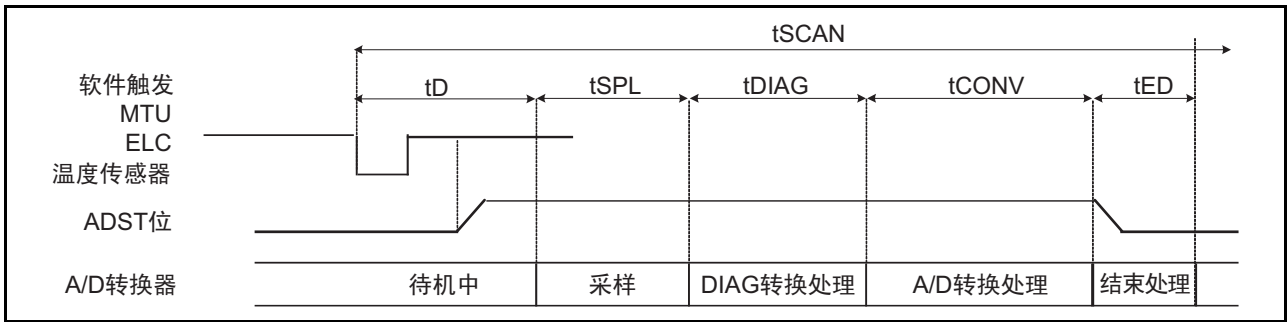 tSCAN
软件触发
MTU
ELC
温度传感器
tD
tSPL
tDIAG
tCONV
tED
ADST位
A/D转换器
待机中
采样
DIAG转换处理
A/D转换处理
结束处理